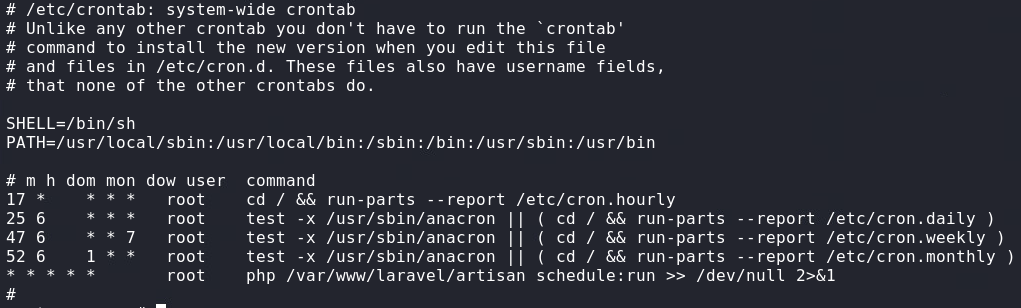 # /etc/crontab: system-wide crontab
# Unlike any other crontab you don't have to run the `crontab'
# command to install the new version when you edit this file
# and files in /etc/cron.d. These files also have username fields,
# that none of the other crontabs do.

SHELL=/bin/sh
PATH=/usr/local/sbin:/usr/local/bin:/sbin:/bin:/usr/sbin:/usr/bin

# m h dom mon dow user  command
17 *    * * *   root    cd / && run-parts --report /etc/cron.hourly
25 6    * * *   root    test -x /usr/sbin/anacron || ( cd / && run-parts --report /etc/cron.daily )
47 6    * * 7   root    test -x /usr/sbin/anacron || ( cd / && run-parts --report /etc/cron.weekly )
52 6    1 * *   root    test -x /usr/sbin/anacron || ( cd / && run-parts --report /etc/cron.monthly )
* * * * *       root    php /var/www/laravel/artisan schedule:run >> /dev/null 2>&1
#